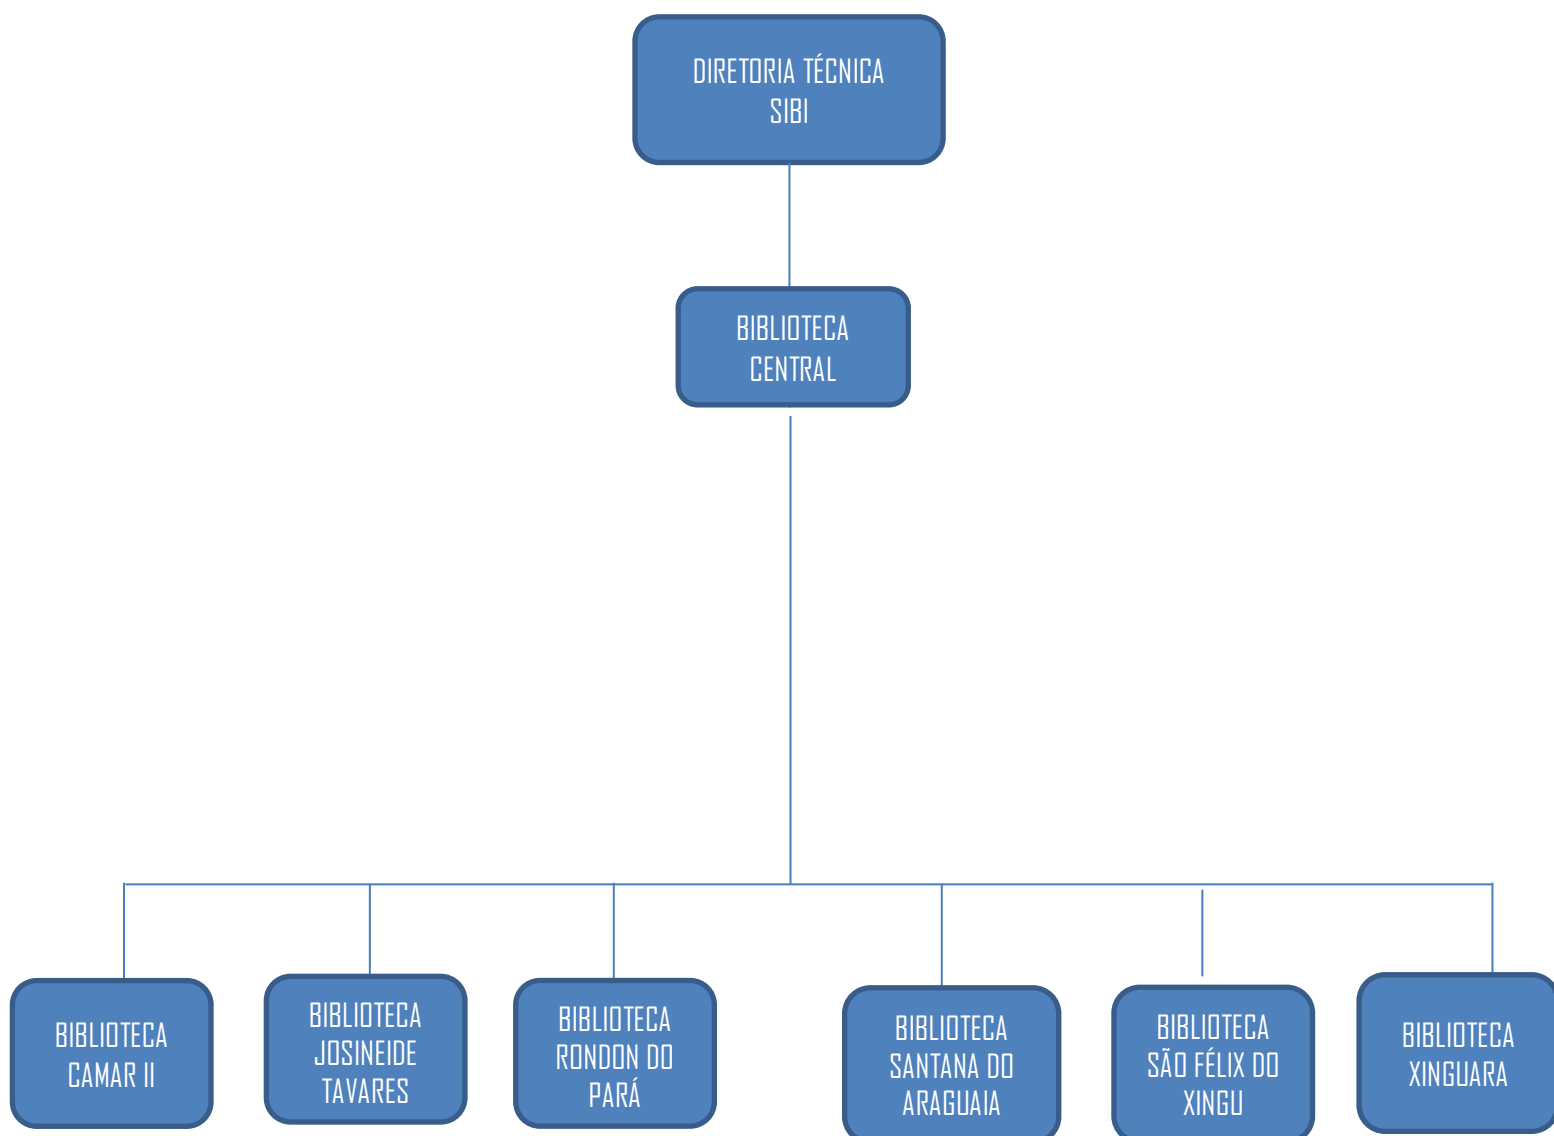 DIRETORIA TÉCNICA
SIBI
BIBLIOTECA
CENTRAL
BIBLIOTECA
CAMAR II
BIBLIOTECA
JOSINEIDE
TAVARES
BIBLIOTECA
RONDON DO
PARÁ
BIBLIOTECA
SANTANA DO
ARAGUAIA
BIBLIOTECA
SÃO FÉLIX DO
XINGU
BIBLIOTECA
XINGUARA